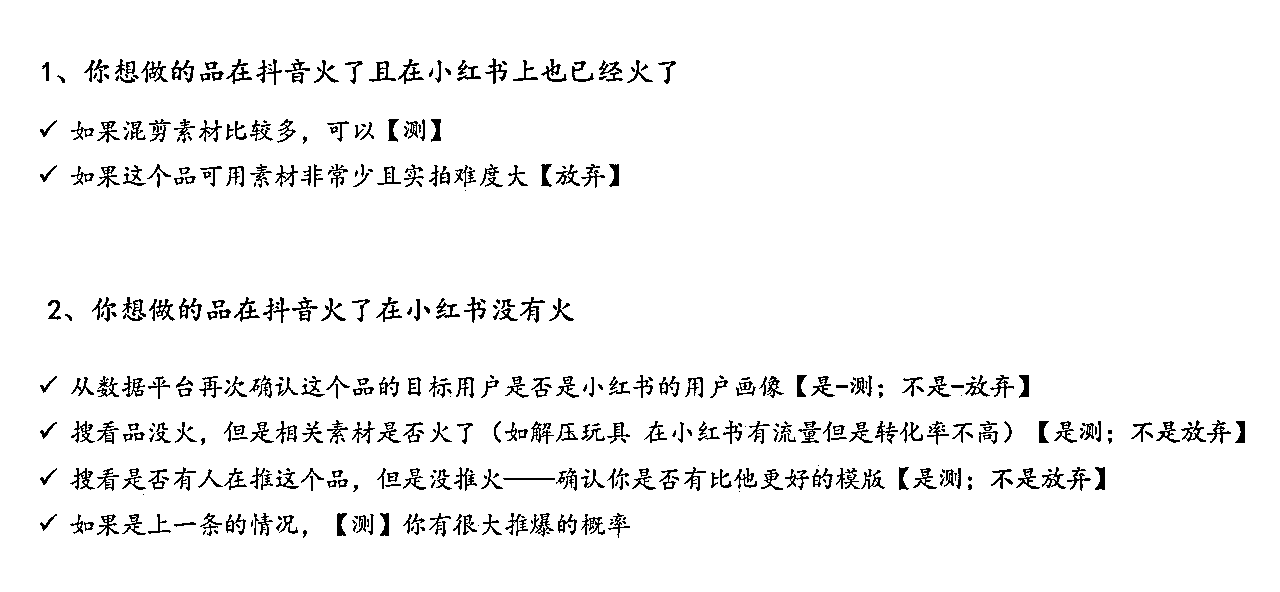 1、你想做的品在抖音火了且在小红书上也已经火了
✓ 如果混剪素材比较多，可以【测】
✓ 如果这个品可用素材非常少且实拍难度大【放弃】
2、你想做的品在抖音火了在小红书没有火
✓ 从数据平台再次确认这个品的目标用户是否是小红书的用户画像【是-测；不是-放弃】
✓ 搜看品没火，但是相关素材是否火了（如解压玩具 在小红书有流量但是转化率不高）【是测；不是放弃】
✓ 搜看是否有人在推这个品，但是没推火——确认你是否有比他更好的模版【是测；不是放弃】
✓ 如果是上一条的情况，【测】你有很大推爆的概率